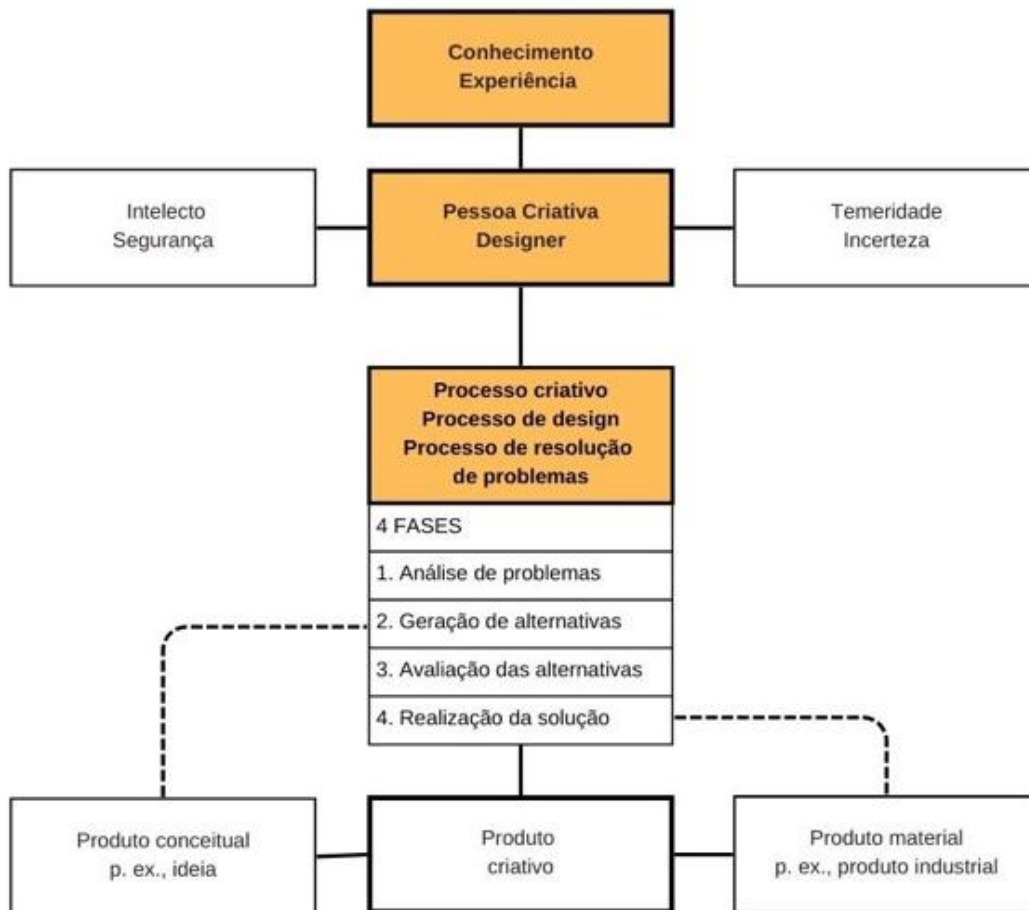 Conhecimento
Experiência
Intelecto
Segurança
Pessoa Criativa
Designer
Temeridade
Incerteza
Processo criativo
Processo de design
Processo de resolução
de problemas
4 FASES
1. Análise de problemas
2. Geração de alternativas
3. Avaliação das alternativas
4. Realização da solução
Produto conceitual
p. ex., ideia
Produto
criativo
Produto material
p. ex., produto industrial